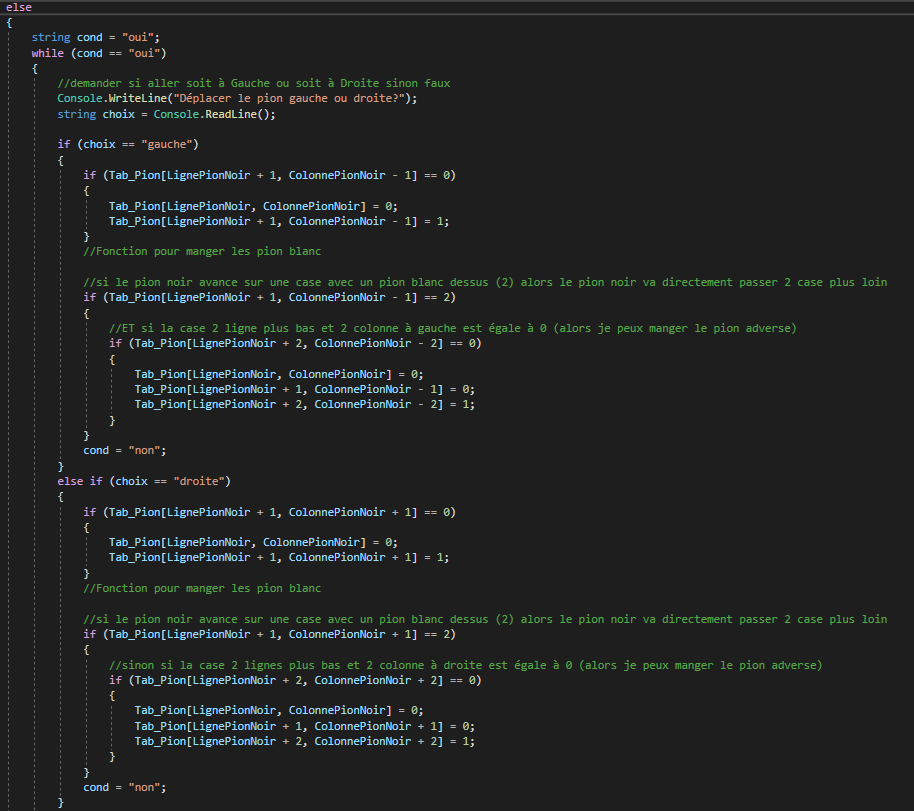 else
{
string cond = "oui";
while (cond == "oui")
{
//demander si aller soit à Gauche ou soit à Droite sinon faux
Console.WriteLine("Déplacer le pion gauche ou droite?");
string choix = Console.ReadLine();
if (choix == "gauche")
{
if (Tab_Pion[LignePionNoir + 1, ColonnePionNoir - 1] == 0)
{
Tab_Pion[LignePionNoir, ColonnePionNoir] = 0;
Tab_Pion[LignePionNoir + 1, ColonnePionNoir - 1] = 1;
}
//Fonction pour manger les pion blanc
//si le pion noir avance sur une case avec un pion blanc dessus (2) alors le pion noir va directement passer 2 case plus loin
if (Tab_Pion[LignePionNoir + 1, ColonnePionNoir - 1] == 2)
{
//ET si la case 2 ligne plus bas et 2 colonne à gauche est égale à 0 (alors je peux manger le pion adverse)
if (Tab_Pion[LignePionNoir + 2, ColonnePionNoir - 2] == 0)
{
Tab_Pion[LignePionNoir, ColonnePionNoir] = 0;
Tab_Pion[LignePionNoir + 1, ColonnePionNoir - 1] = 0;
Tab_Pion[LignePionNoir + 2, ColonnePionNoir - 2] = 1;
}
}
cond = "non";
}
else if (choix == "droite")
{
if (Tab_Pion[LignePionNoir + 1, ColonnePionNoir + 1] == 0)
{
Tab_Pion[LignePionNoir, ColonnePionNoir] = 0;
Tab_Pion[LignePionNoir + 1, ColonnePionNoir + 1] = 1;
}
//Fonction pour manger les pion blanc
//si le pion noir avance sur une case avec un pion blanc dessus (2) alors le pion noir va directement passer 2 case plus loin
if (Tab_Pion[LignePionNoir + 1, ColonnePionNoir + 1] == 2)
{
//sinon si la case 2 lignes plus bas et 2 colonne à droite est égale à 0 (alors je peux manger le pion adverse)
if (Tab_Pion[LignePionNoir + 2, ColonnePionNoir + 2] == 0)
{
Tab_Pion[LignePionNoir, ColonnePionNoir] = 0;
Tab_Pion[LignePionNoir + 1, ColonnePionNoir + 1] = 0;
Tab_Pion[LignePionNoir + 2, ColonnePionNoir + 2] = 1;
}
}
cond = "non";
}